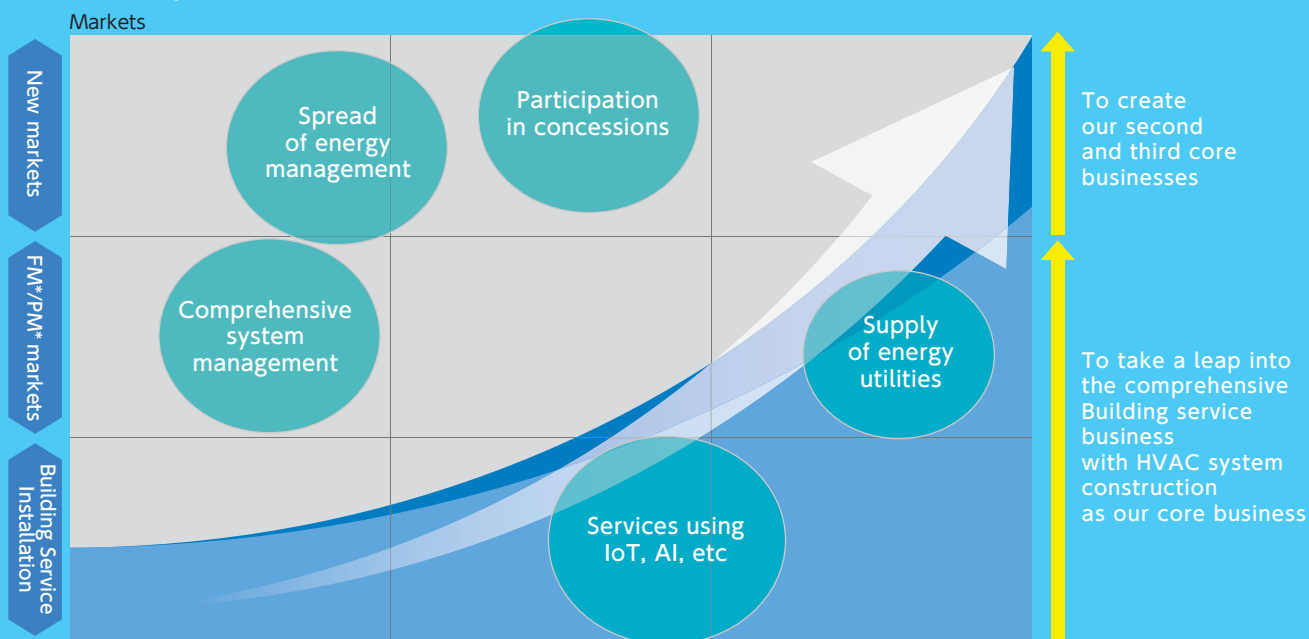 Markets
New markets
FM*/PM* markets
Building Service
Installation
Spread
of energy
management
Participation
in concessions
Comprehensive
system
management
Supply
of energy
utilities
Services using
IoT, AI, etc
To create
our second
and third core
businesses
To take a leap into
the comprehensive
Building service
business
with HVAC system
construction
as our core business